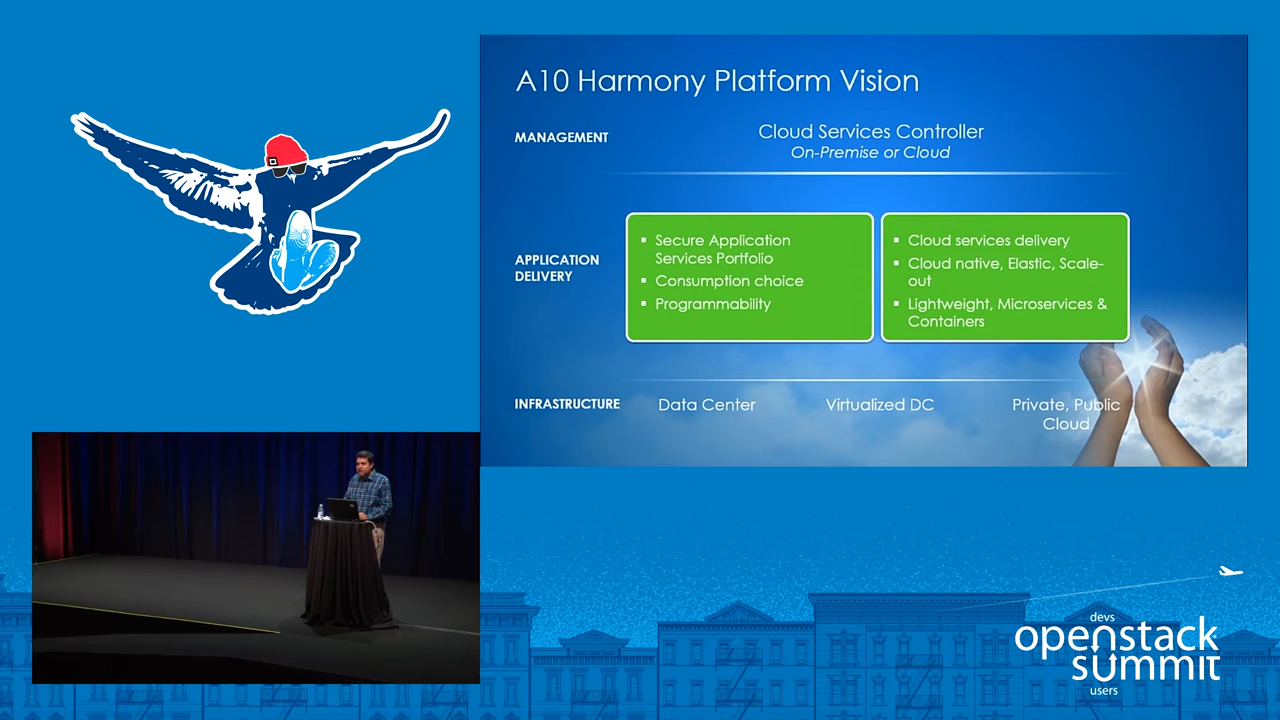 A10 Harmony Platform Vision
MANAGEMENT
Cloud Services Controller
On-Premise or Cloud
APPLICATION
DELIVERY
▪ Secure Application
Services Portfolio
▪ Consumption choice
▪ Programmability
▪ Cloud services delivery
▪ Cloud native, Elastic, Scale-
out
▪ Lightweight, Microservices &
Containers
INFRASTRUCTURE
Data Center
Virtualized DC
Private, Public
Cloud
devs
openstack
summit
users